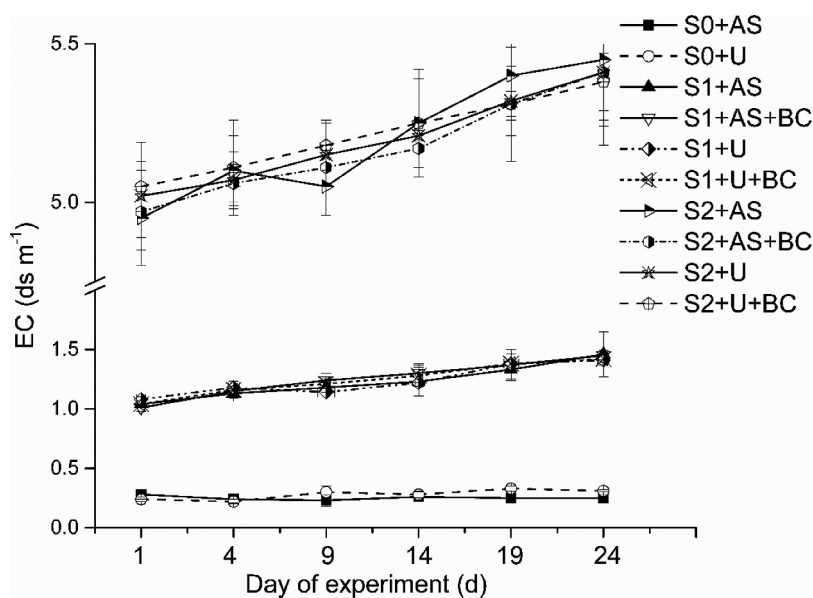 S0+AS
S0+U
S1+AS
S1+AS+BC
S1+U
S1+U+BC
S2+AS
S2+AS+BC
S2+U
S2+U+BC
5.5
5.0
1.5
1.0
0.5
0.0
EC (ds m-1)
1 4 9 14 19 24
Day of experiment (d)